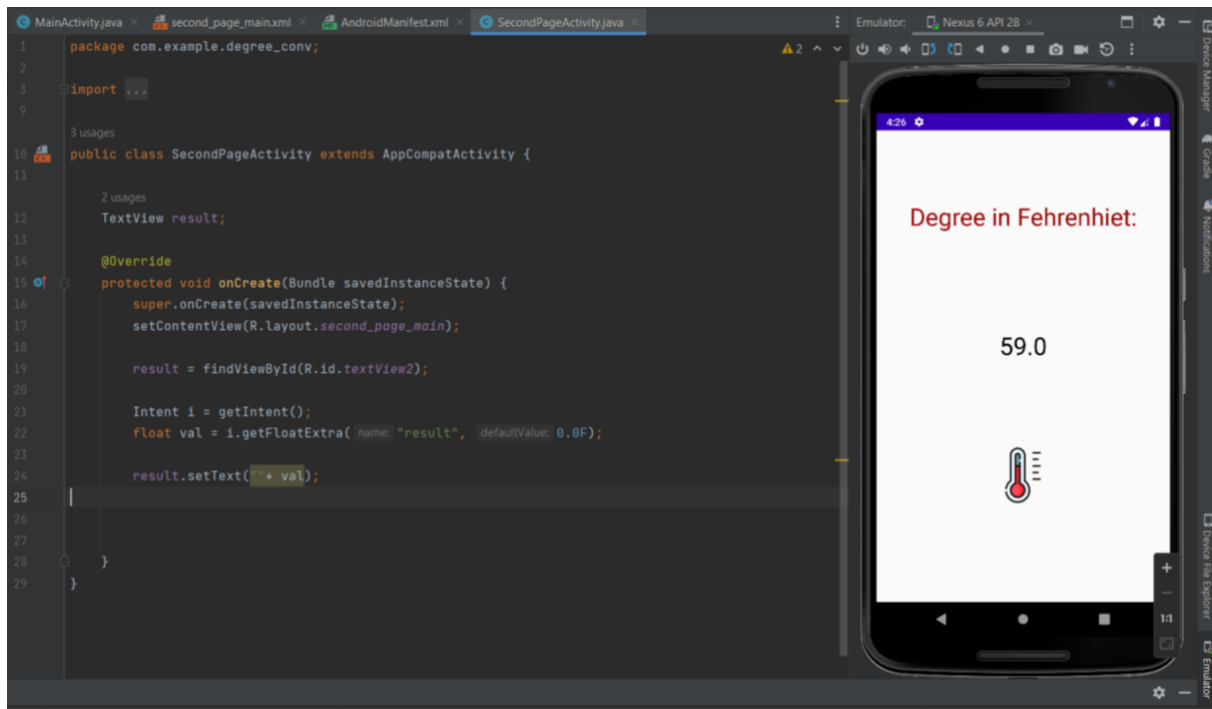 MainActivity.java × second_page_main.xml × AndroidManifest.xml × SecondPageActivity.java ×
1 package com.example.degree_conv;
2
3 import ...
9
3 usages
10 public class SecondPageActivity extends AppCompatActivity {
11
2 usages
12 TextView result;
13
14 @Override
15 protected void onCreate(Bundle savedInstanceState) {
16 super.onCreate(savedInstanceState);
17 setContentView(R.layout.second_page_main);
18
19 result = findViewById(R.id.textView2);
20
21 Intent i = getIntent();
22 float val = i.getFloatExtra( name: "result", defaultValue: 0.0F);
23
24 result.setText(""+ val);
25
26
27
28 }
29 }
2
Emulator: Nexus 6 API 28 ×
4:26
Degree in Fehrenhiet:
59.0
1:1
Device Manager
Gradle
Notifications
Device File Explorer
Emulator